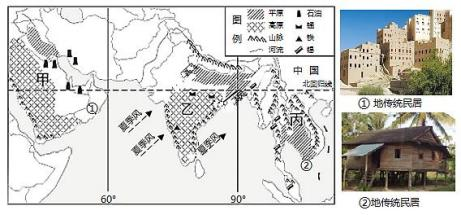 图例
平原
石油
高原
锰
山脉
铁
河流
锡
中国
北回归线
甲
乙
丙
①
②
夏季风
夏季风
夏季风
60°
90°
①地传统民居
②地传统民居